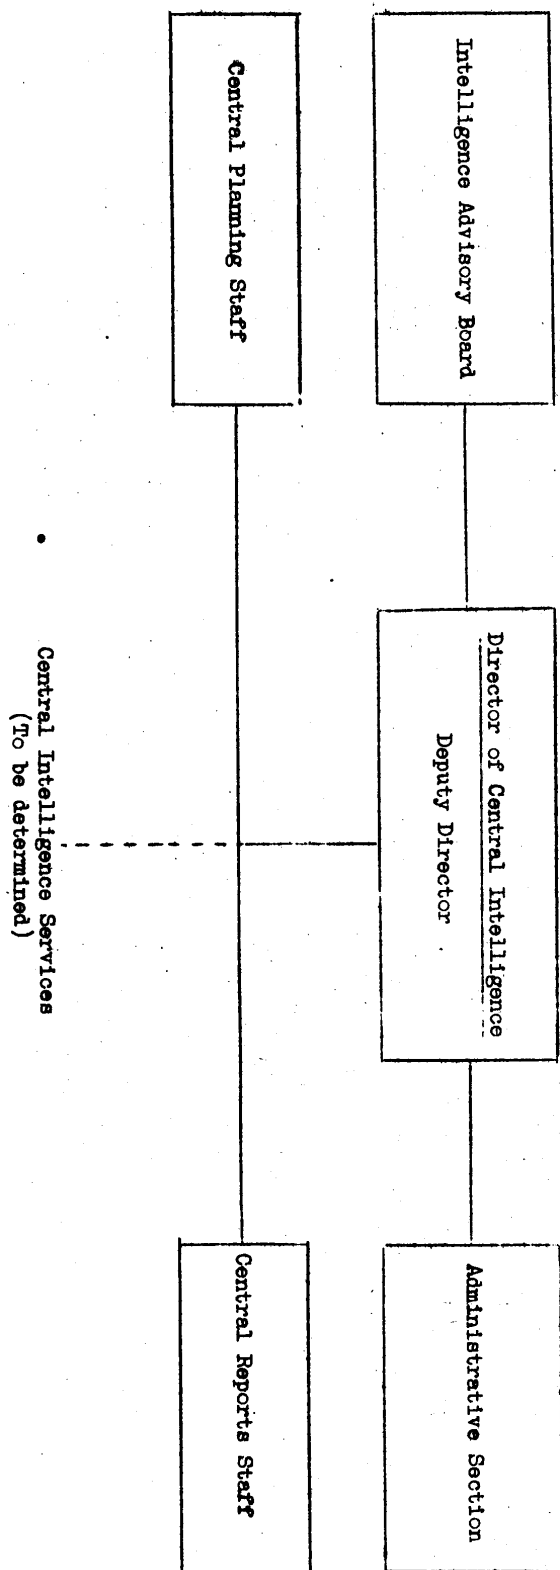 Intelligence Advisory Board
Director of Central Intelligence
Deputy Director
Administrative Section
Central Planning Staff
Central Reports Staff
Central Intelligence Services
(To be determined)